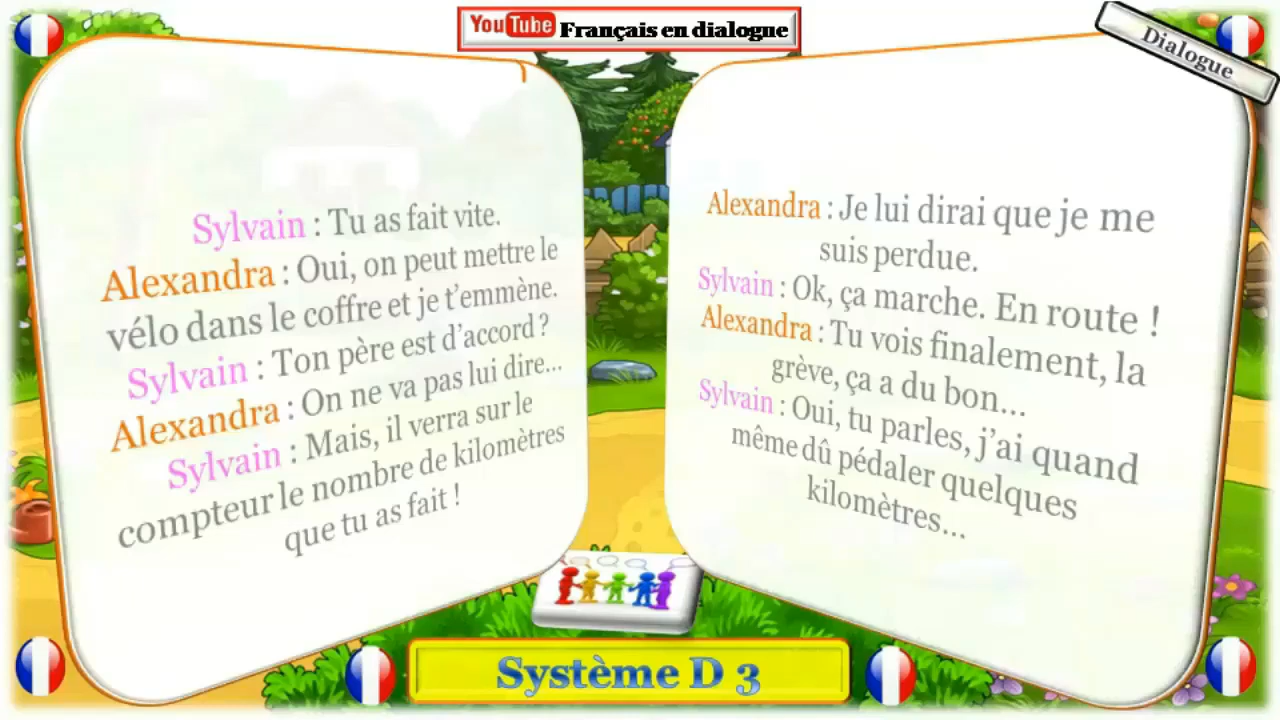 YouTube Français en dialogue
Dialogue
Sylvain : Tu as fait vite.
Alexandra : Oui, on peut mettre le
vélo dans le coffre et je t’emmène.
Sylvain : Ton père est d’accord ?
Alexandra : On ne va pas lui dire...
Sylvain : Mais, il verra sur le
compteur le nombre de kilomètres
que tu as fait !
Alexandra : Je lui dirai que je me
suis perdue.
Sylvain : Ok, ça marche. En route !
Alexandra : Tu vois finalement, la
grève, ça a du bon...
Sylvain : Oui, tu parles, j’ai quand
même dû pédaler quelques
kilomètres...
Système D 3